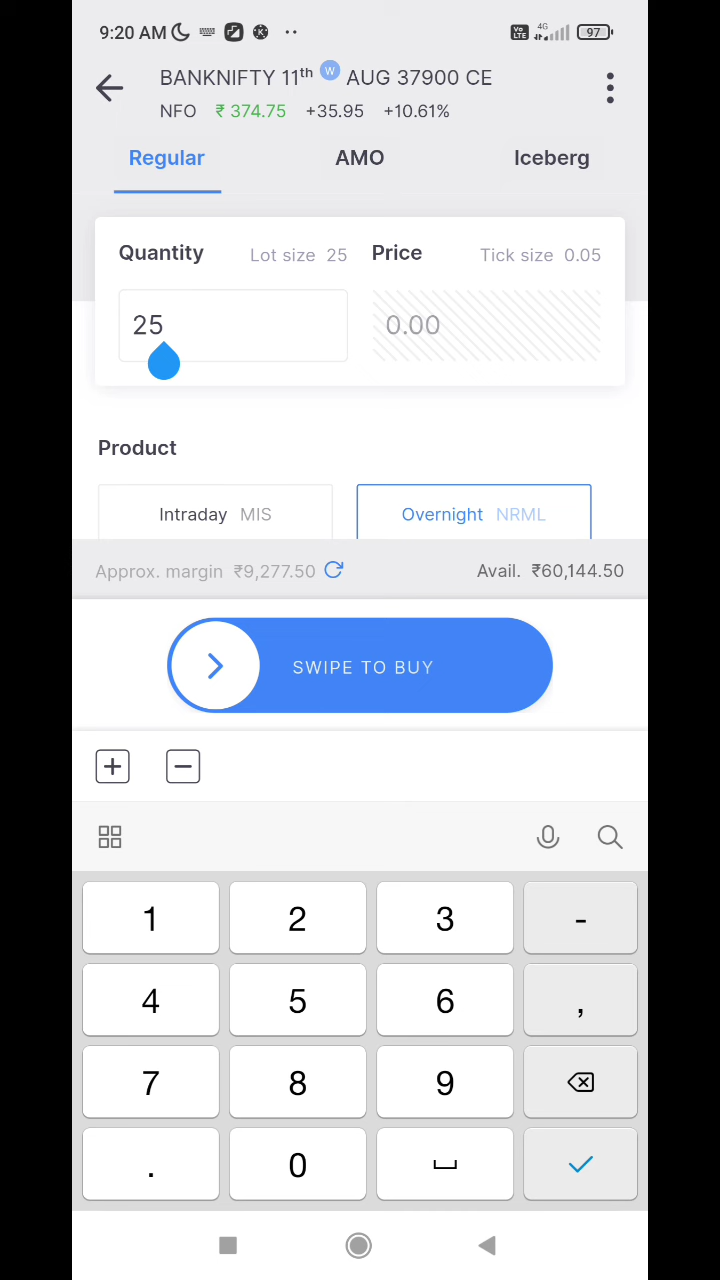 9:20 AM Vo LTE 4G 97
BANKNIFTY 11th W AUG 37900 CE
NFO ₹ 374.75 +35.95 +10.61%
Regular AMO Iceberg
Quantity Lot size 25 Price Tick size 0.05
25 0.00
Product
Intraday MIS Overnight NRML
Approx. margin ₹9,277.50 Avail. ₹60,144.50
SWIPE TO BUY
+ −
1 2 3 -
4 5 6 ,
7 8 9
. 0